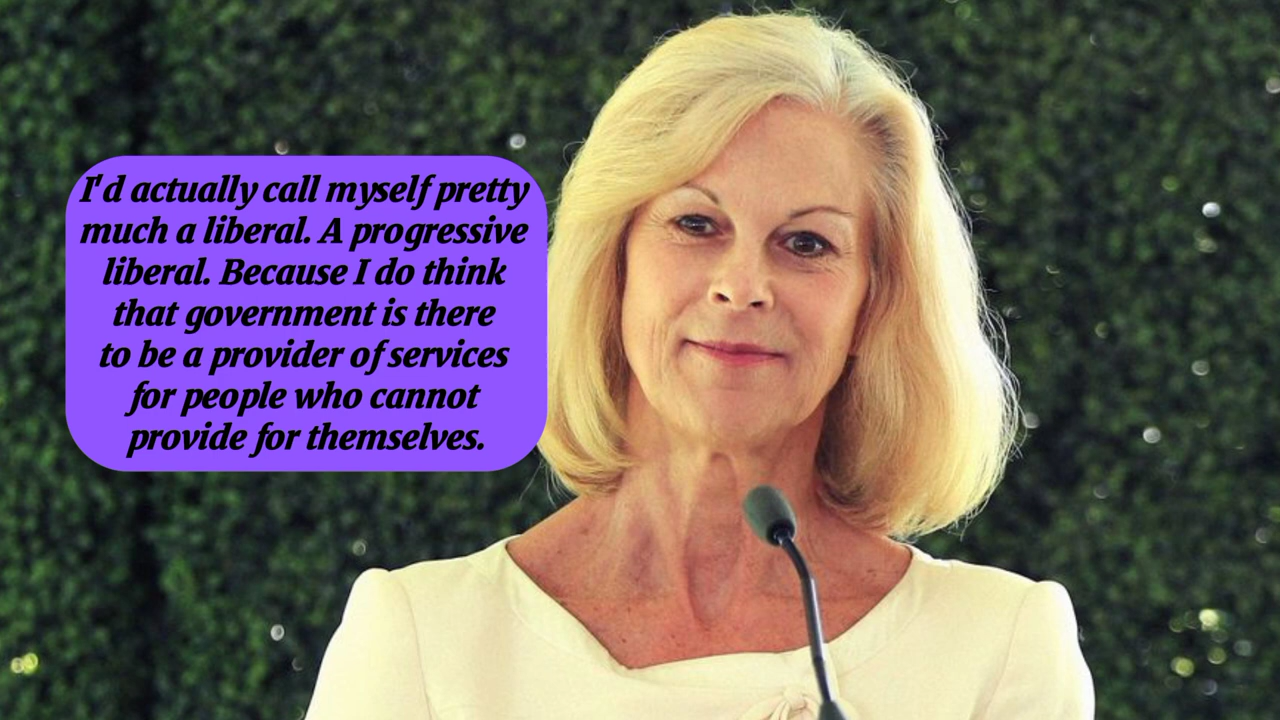 I'd actually call myself pretty
much a liberal. A progressive
liberal. Because I do think
that government is there
to be a provider of services
for people who cannot
provide for themselves.